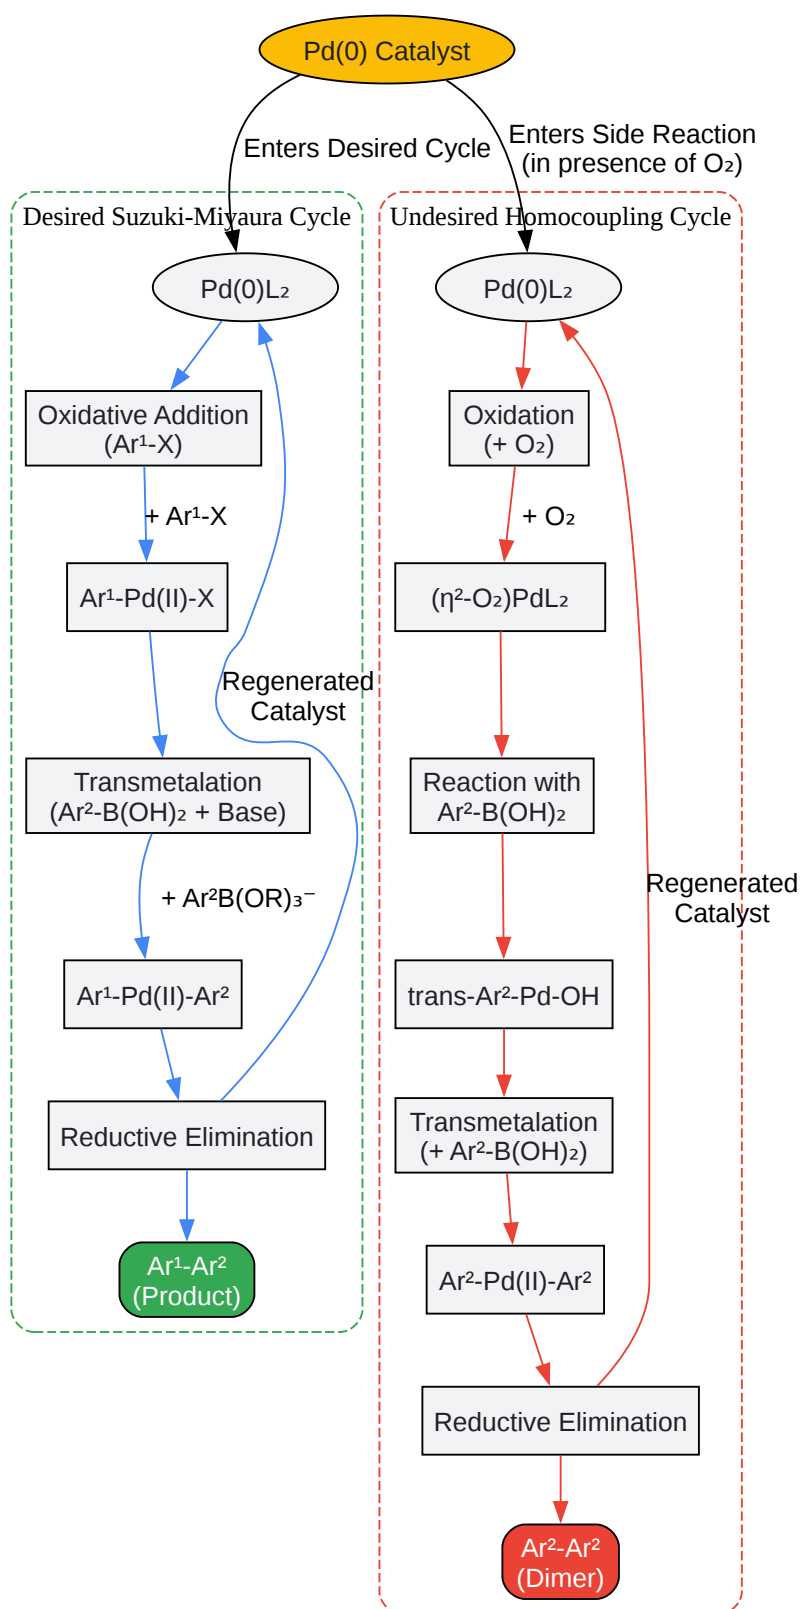 Pd(0) Catalyst
Enters Desired Cycle
Enters Side Reaction
(in presence of O₂)
Desired Suzuki-Miyaura Cycle
Pd(0)L₂
Oxidative Addition
(Ar¹-X)
+ Ar¹-X
Ar¹-Pd(II)-X
Regenerated
Catalyst
Transmetalation
(Ar²-B(OH)₂ + Base)
+ Ar²B(OR)₃⁻
Ar¹-Pd(II)-Ar²
Reductive Elimination
Ar¹-Ar²
(Product)
Undesired Homocoupling Cycle
Pd(0)L₂
Oxidation
(+ O₂)
+ O₂
(η²-O₂)PdL₂
Reaction with
Ar²-B(OH)₂
Regenerated
Catalyst
trans-Ar²-Pd-OH
Transmetalation
(+ Ar²-B(OH)₂)
Ar²-Pd(II)-Ar²
Reductive Elimination
Ar²-Ar²
(Dimer)